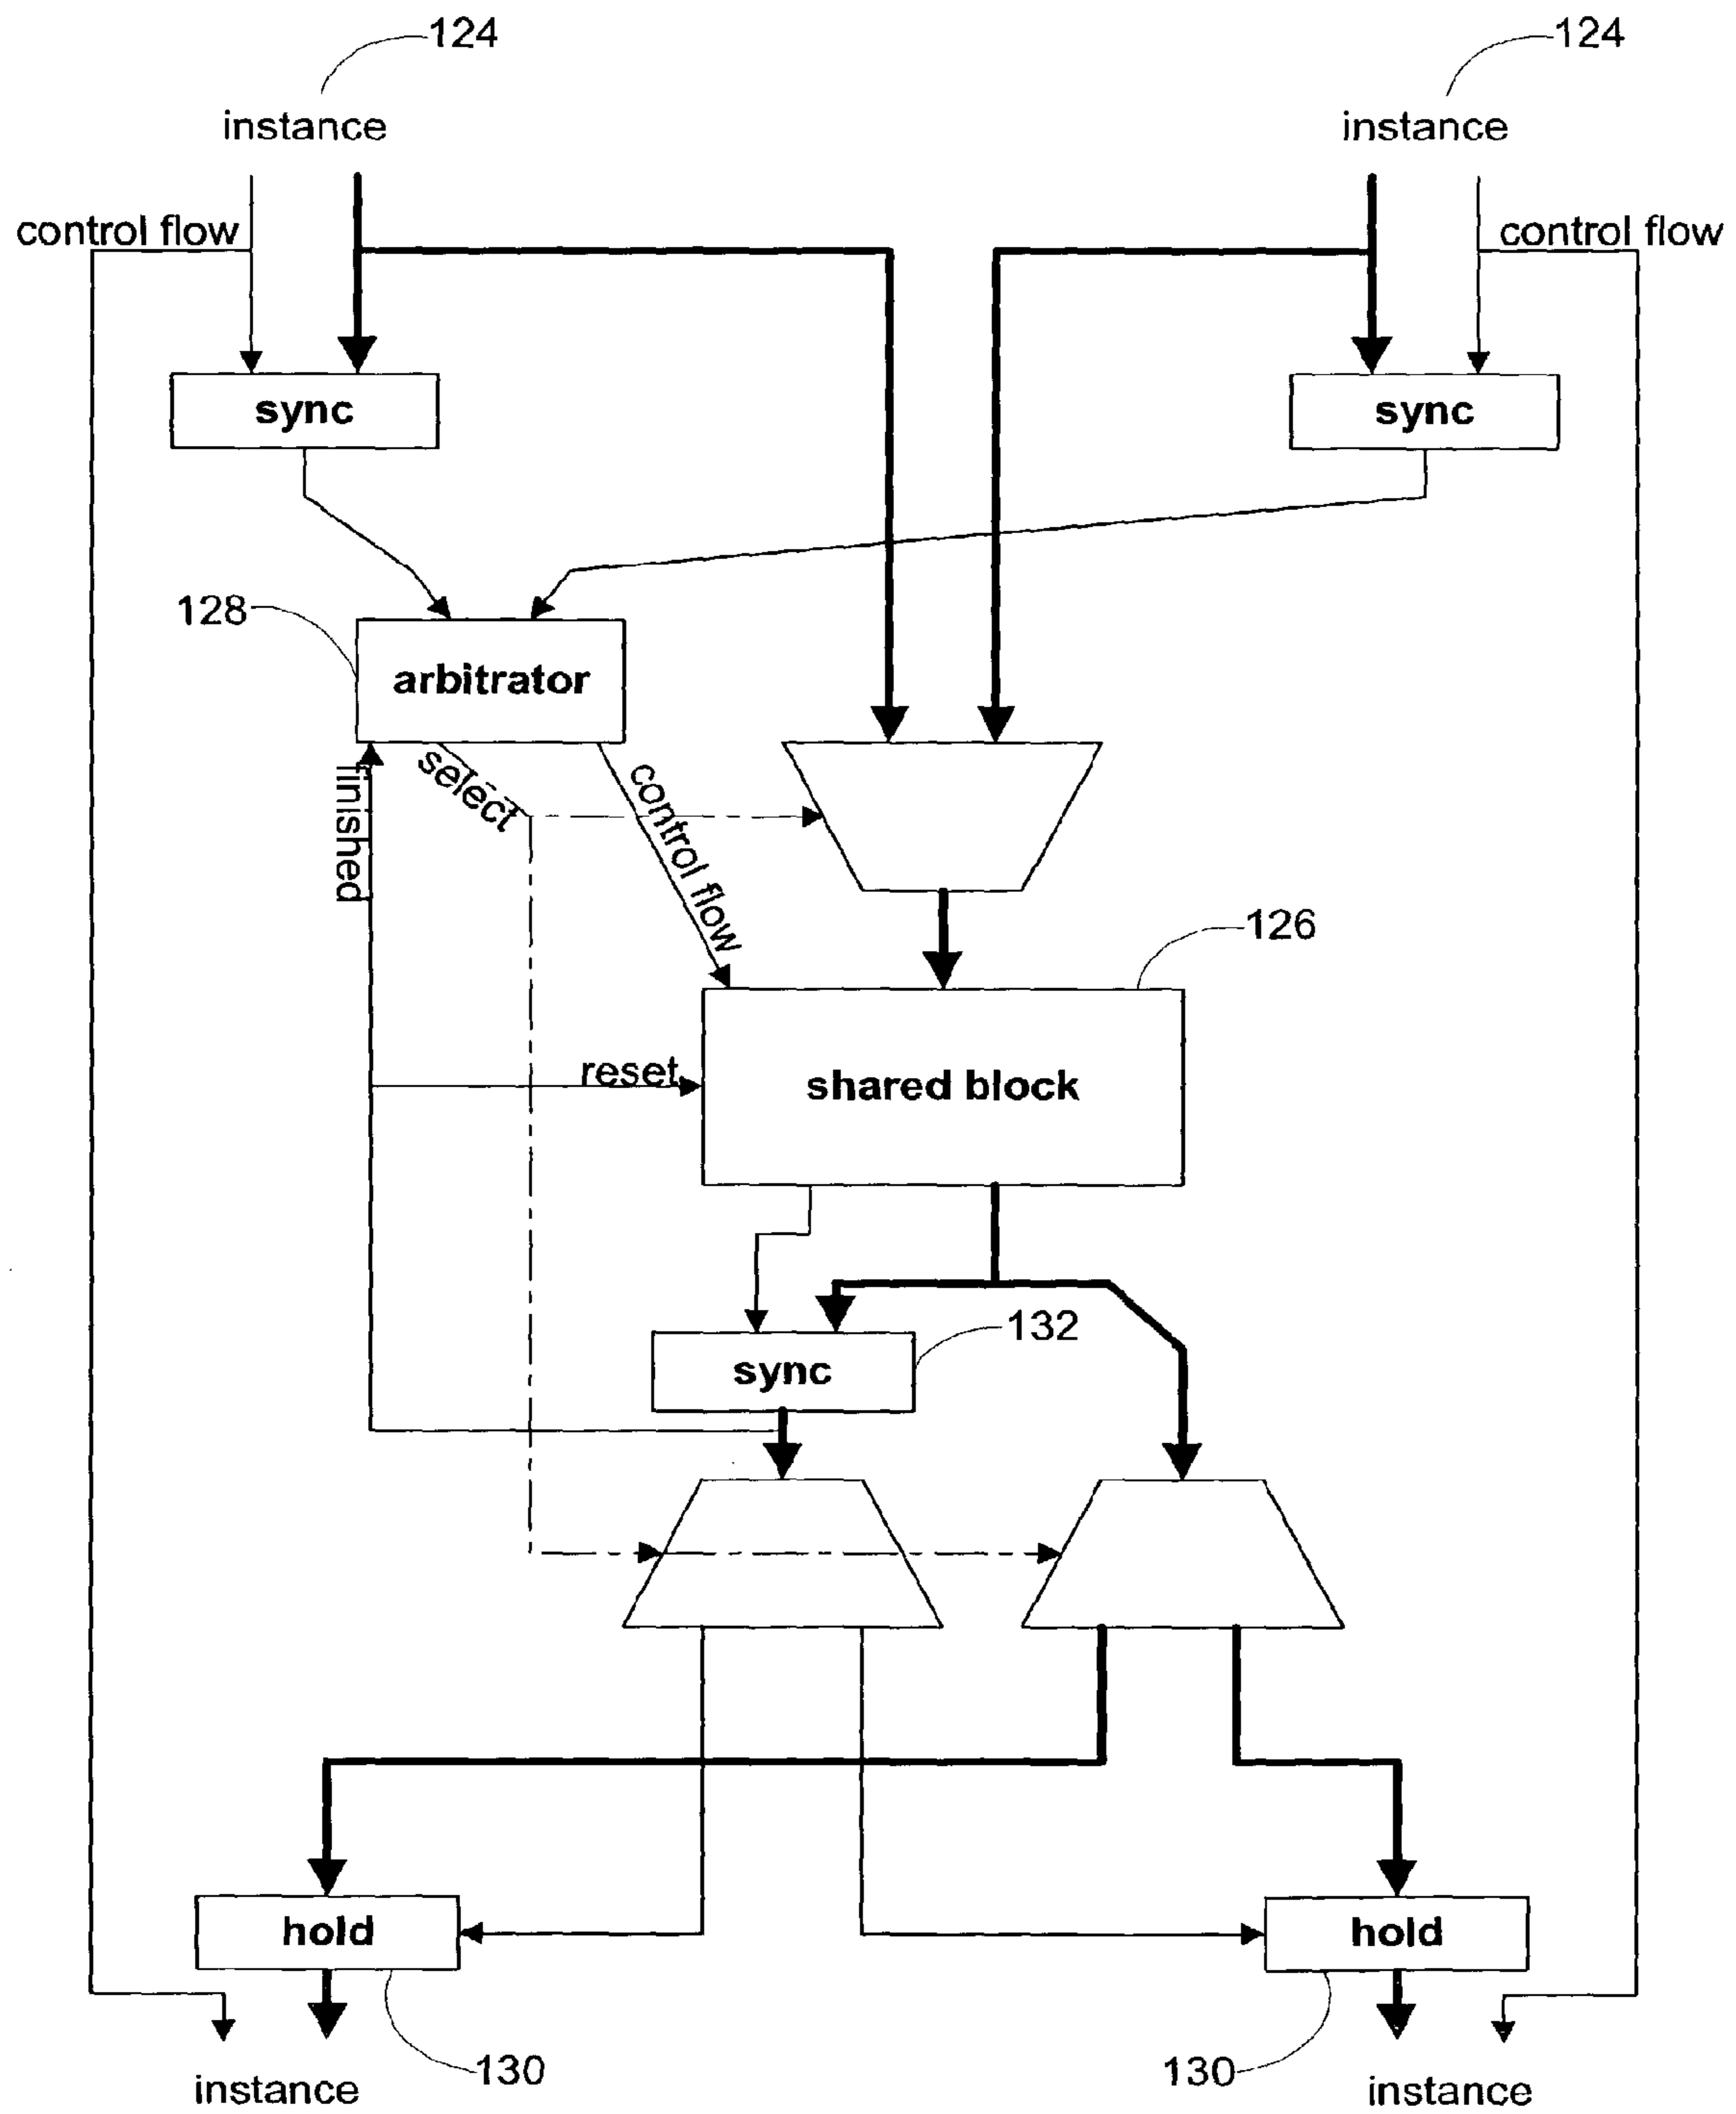 124
124
instance
instance
control flow
control flow
sync
sync
128
arbitrator
finished
select
control flow
126
reset
shared block
132
sync
hold
hold
130
130
instance
instance